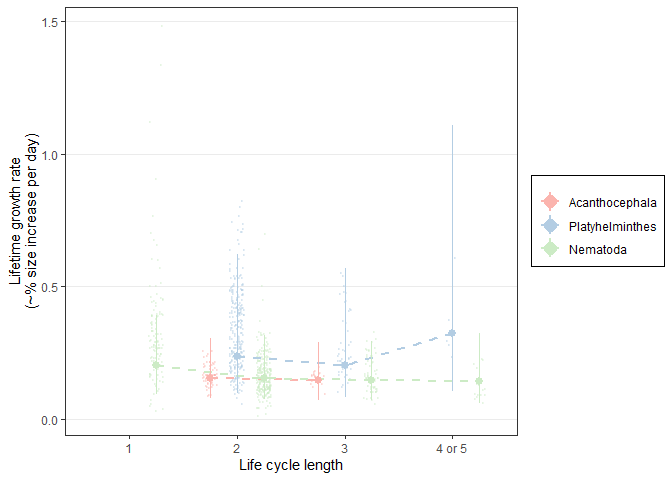 Lifetime growth rate
(~% size increase per day)
1.5
1.0
0.5
0.0
1
2
3
4 or 5
Life cycle length
Acanthocephala
Platyhelminthes
Nematoda